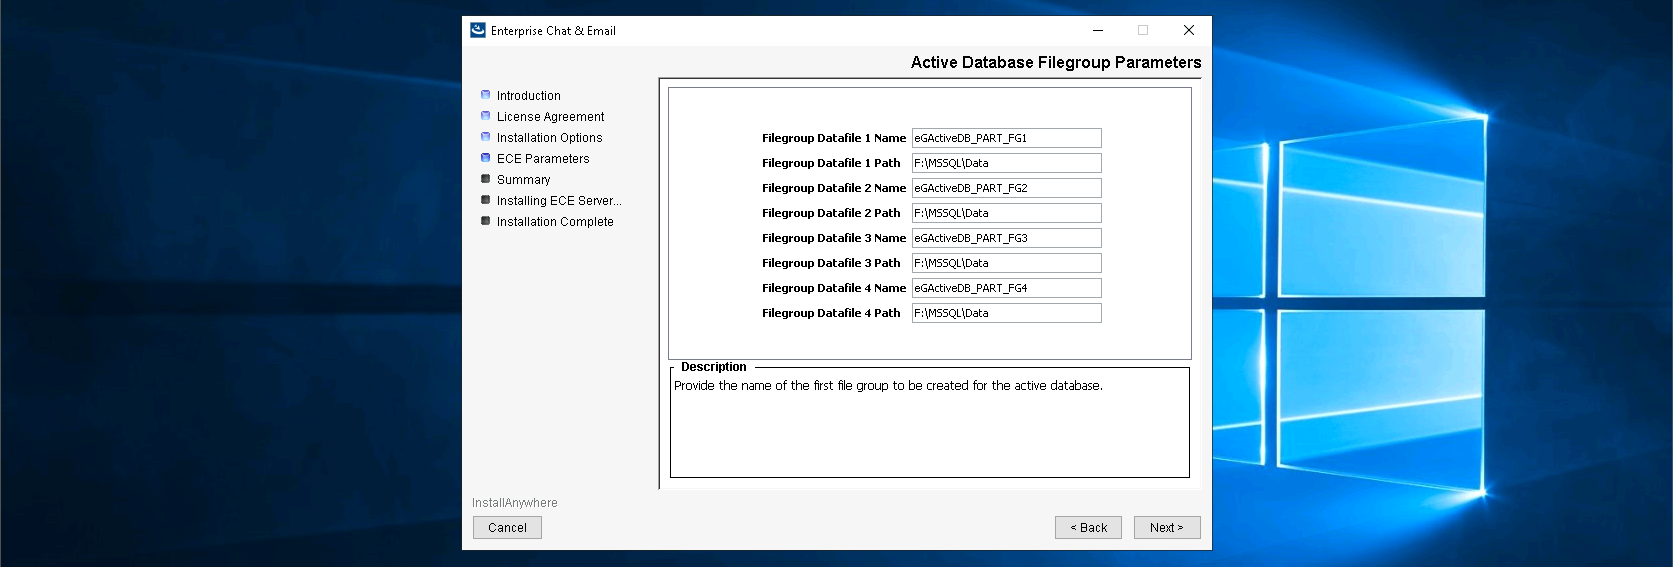 Enterprise Chat & Email
Active Database Filegroup Parameters
Introduction
License Agreement
Installation Options
ECE Parameters
Summary
Installing ECE Server...
Installation Complete
Filegroup Datafile 1 Name eGActiveDB_PART_FG1
Filegroup Datafile 1 Path F:\MSSQL\Data
Filegroup Datafile 2 Name eGActiveDB_PART_FG2
Filegroup Datafile 2 Path F:\MSSQL\Data
Filegroup Datafile 3 Name eGActiveDB_PART_FG3
Filegroup Datafile 3 Path F:\MSSQL\Data
Filegroup Datafile 4 Name eGActiveDB_PART_FG4
Filegroup Datafile 4 Path F:\MSSQL\Data
Description
Provide the name of the first file group to be created for the active database.
InstallAnywhere
Cancel
< Back
Next >